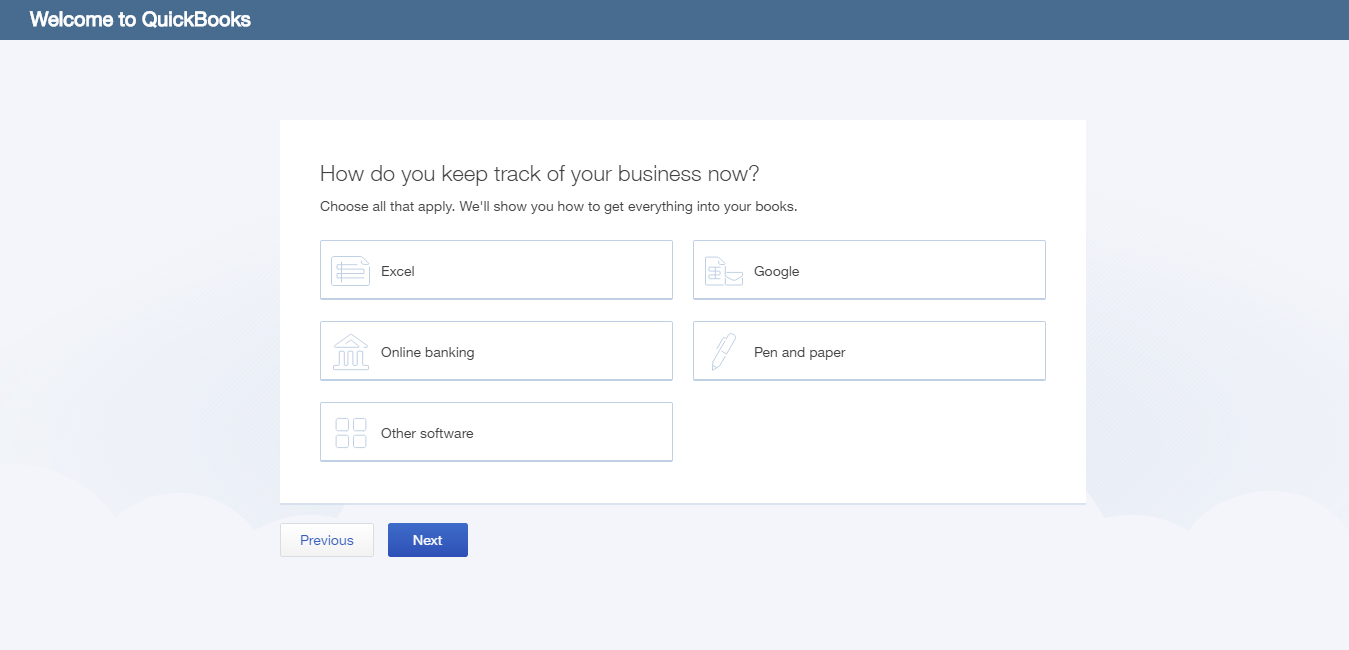 Welcome to QuickBooks
How do you keep track of your business now?
Choose all that apply. We'll show you how to get everything into your books.
Excel
Google
Online banking
Pen and paper
Other software
Previous
Next